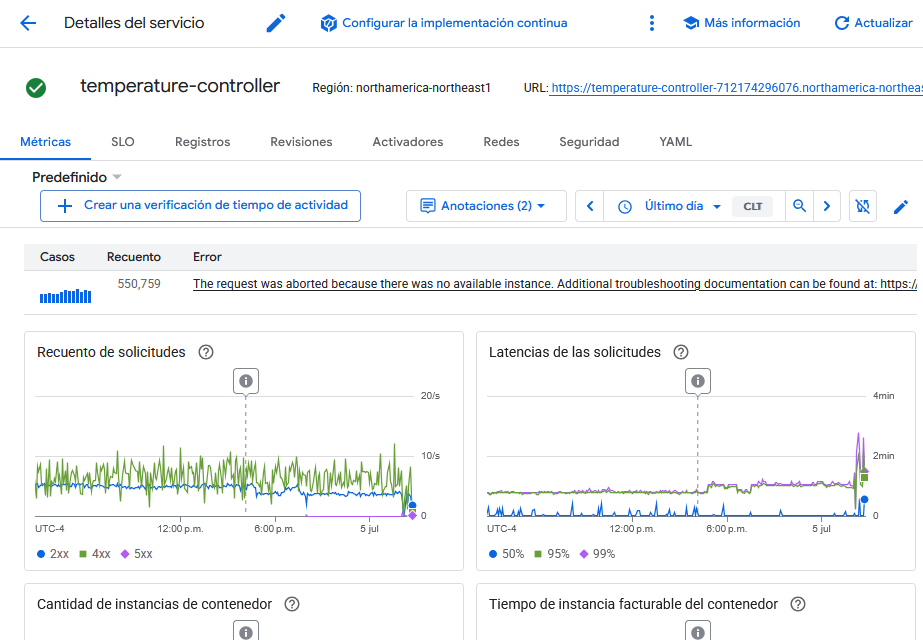 Detalles del servicio
Configurar la implementación continua
Más información
Actualizar
temperature-controller
Región: northamerica-northeast1
URL: https://temperature-controller-712174296076.northamerica-northeas
Métricas
SLO
Registros
Revisiones
Activadores
Redes
Seguridad
YAML
Predefinido
Crear una verificación de tiempo de actividad
Anotaciones (2)
Último día
CLT
Casos Recuento Error
550,759 The request was aborted because there was no available instance. Additional troubleshooting documentation can be found at: https:/
Recuento de solicitudes
20/s
10/s
0
UTC-4 12:00 p.m. 6:00 p.m. 5 jul
2xx 4xx 5xx
Latencias de las solicitudes
4min
2min
0
UTC-4 12:00 p.m. 6:00 p.m. 5 jul
50% 95% 99%
Cantidad de instancias de contenedor
Tiempo de instancia facturable del contenedor